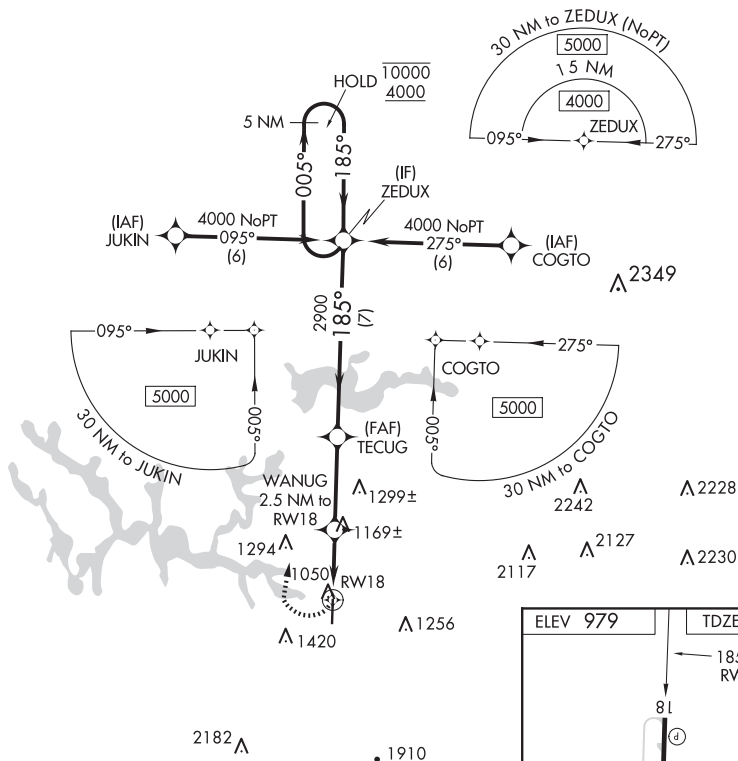 30 NM to ZEDUX (NoPT)
5000
15 NM
4000
095°
ZEDUX
275°
HOLD
10000
4000
5 NM
005°
185°
(IF)
ZEDUX
(IAF)
JUKIN
4000 NoPT
095°
(6)
4000 NoPT
275°
(6)
(IAF)
COGTO
2349
2900
185°
(7)
095°
JUKIN
5000
005°
30 NM to JUKIN
275°
COGTO
5000
005°
30 NM to COGTO
(FAF)
TECUG
WANUG
2.5 NM to
RW18
1299±
1169±
1294
1050
RW18
1420
1256
2242
2228
2117
2127
2230
2182
1910
ELEV 979
TDZE
185
RV
18
P